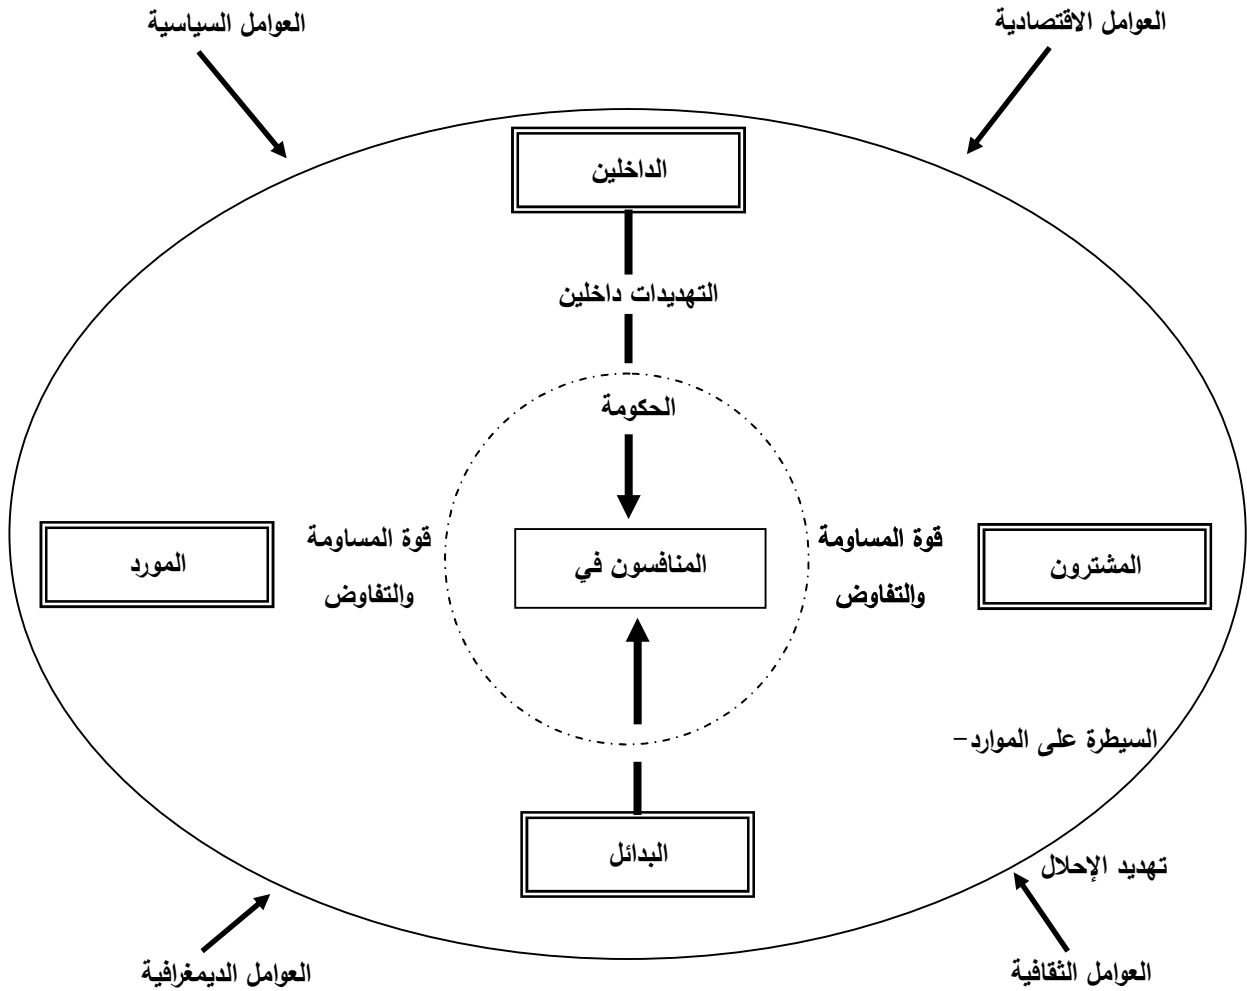 العوامل الاقتصادية
العوامل السياسية
الداخلين
التهديدات داخلين
الحكومة
المشترون
قوة المساومة
والتفاوض
المنافسون في
قوة المساومة
والتفاوض
المورد
السيطرة على الموارد-
البدائل
تهديد الإحلال
العوامل الثقافية
العوامل الديمغرافية